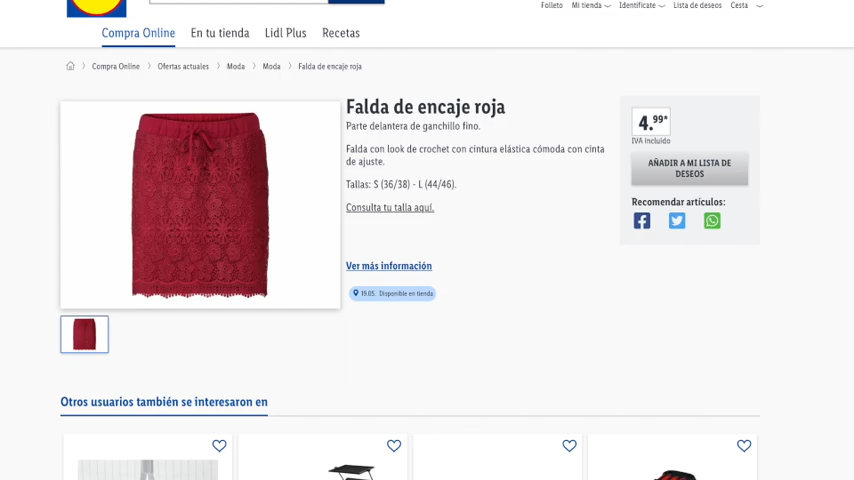 Folleto Mi tienda Identifícate Lista de deseos Cesta
Compra Online En tu tienda Lidl Plus Recetas
Compra Online Ofertas actuales Moda Moda Falda de encaje roja
Falda de encaje roja
Parte delantera de ganchillo fino.
Falda con look de crochet con cintura elástica cómoda con cinta
de ajuste.
Tallas: S (36/38) - L (44/46).
Consulta tu talla aquí.
Ver más información
19.05. Disponible en tienda
4.99*
IVA incluido
AÑADIR A MI LISTA DE
DESEOS
Recomendar artículos:
Otros usuarios también se interesaron en